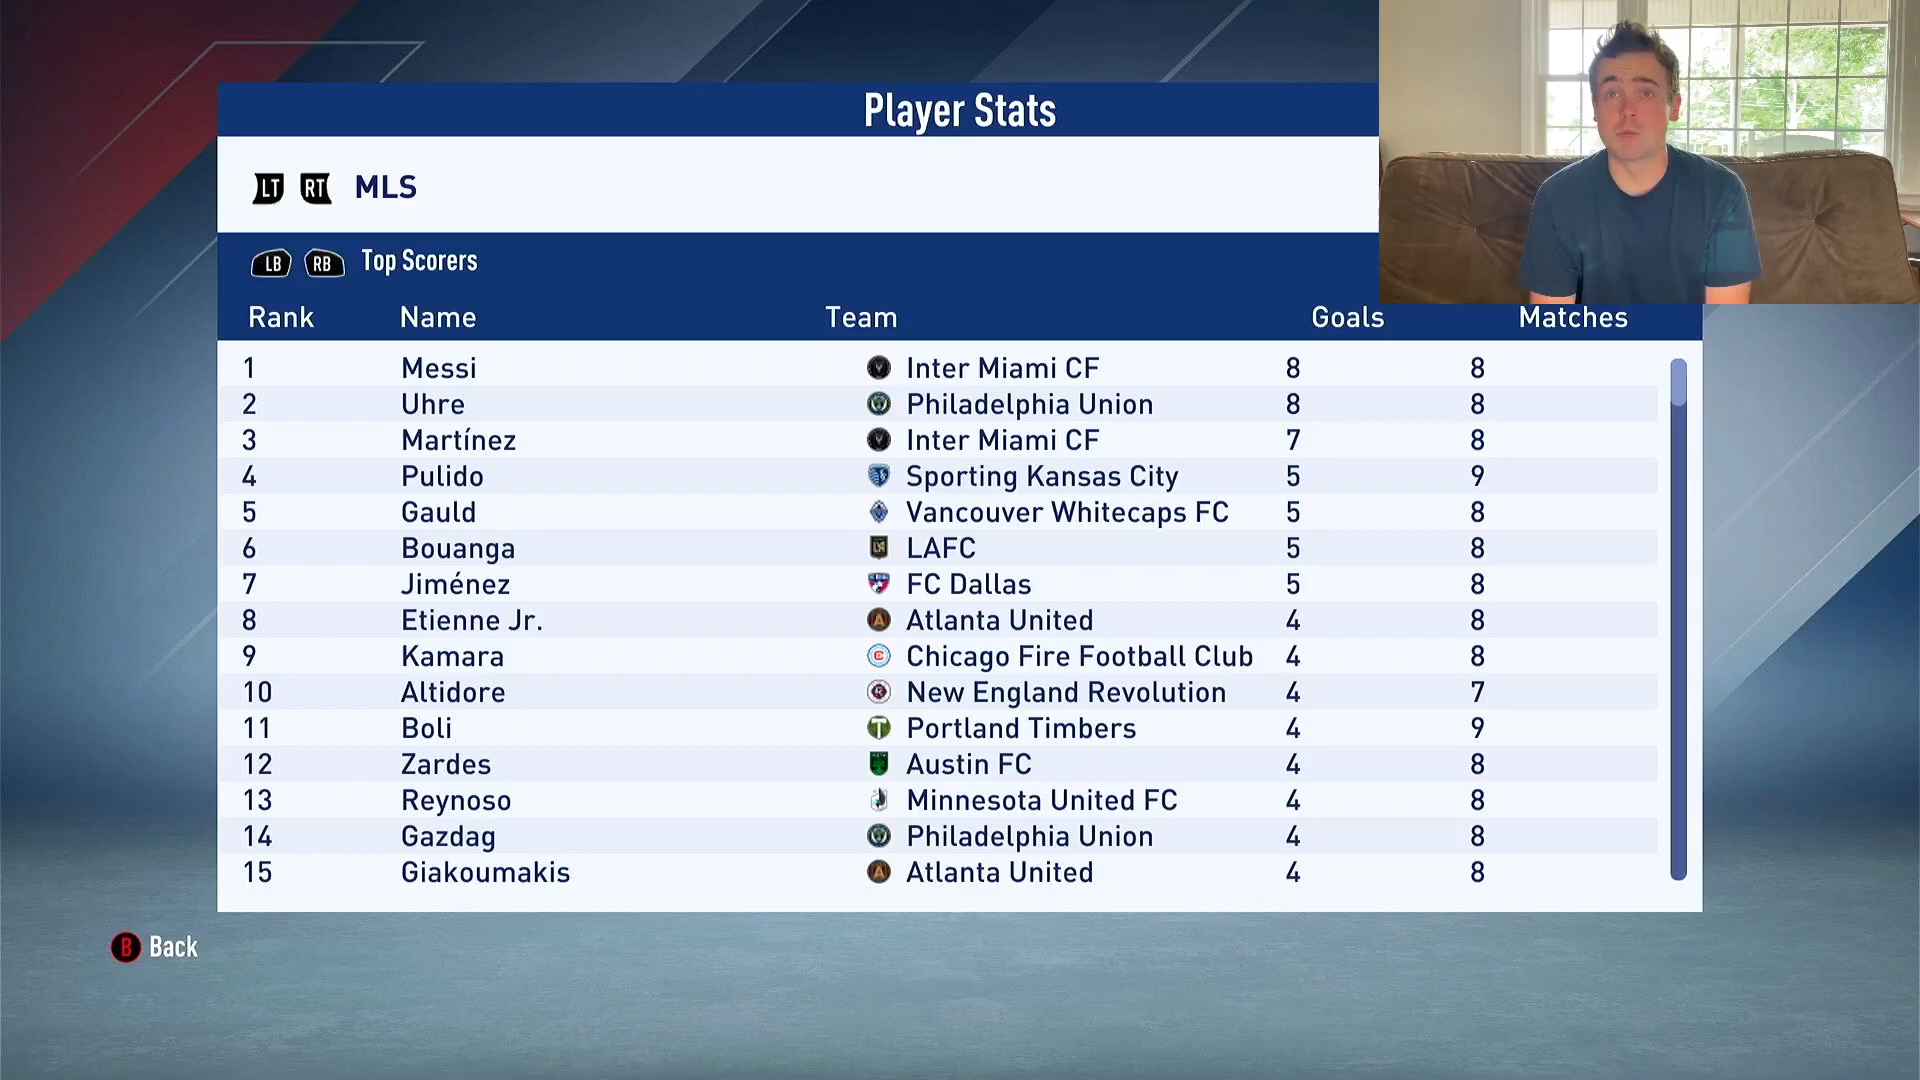 Player Stats
LT RT MLS
LB RB Top Scorers
Rank Name Team Goals Matches
1 Messi Inter Miami CF 8 8
2 Uhre Philadelphia Union 8 8
3 Martínez Inter Miami CF 7 8
4 Pulido Sporting Kansas City 5 9
5 Gauld Vancouver Whitecaps FC 5 8
6 Bouanga LAFC 5 8
7 Jiménez FC Dallas 5 8
8 Etienne Jr. Atlanta United 4 8
9 Kamara Chicago Fire Football Club 4 8
10 Altidore New England Revolution 4 7
11 Boli Portland Timbers 4 9
12 Zardes Austin FC 4 8
13 Reynoso Minnesota United FC 4 8
14 Gazdag Philadelphia Union 4 8
15 Giakoumakis Atlanta United 4 8
B Back